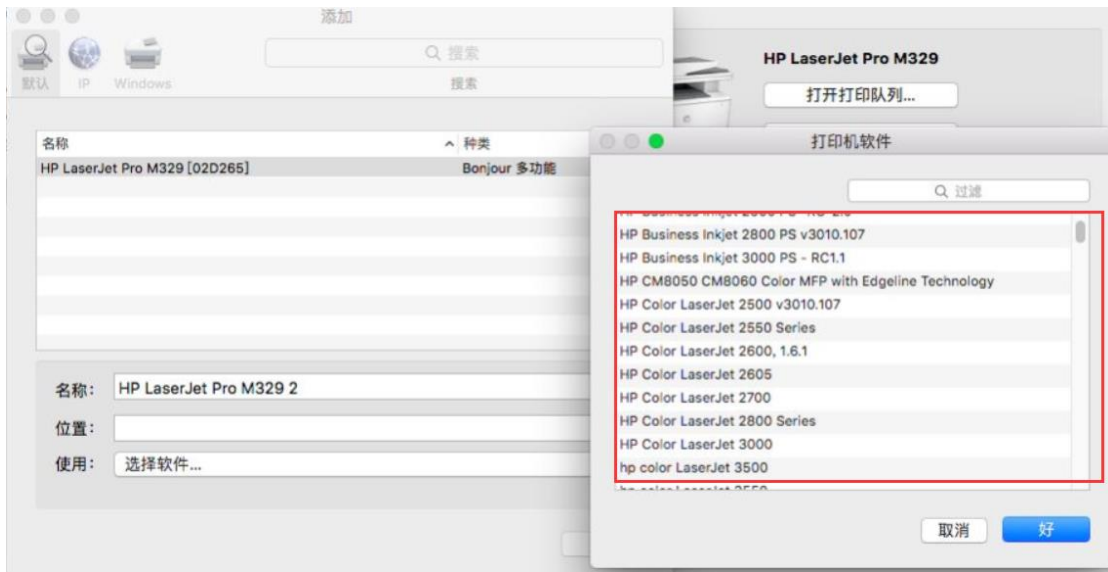 添加
搜索
默认
IP
Windows
搜索
名称
种类
HP LaserJet Pro M329 [02D265]
Bonjour 多功能
名称:
HP LaserJet Pro M329 2
位置:
使用:
选择软件...
HP LaserJet Pro M329
打开打印队列...
打印机软件
过滤
HP Business Inkjet 2800 PS v3010.107
HP Business Inkjet 3000 PS - RC1.1
HP CM8050 CM8060 Color MFP with Edgeline Technology
HP Color LaserJet 2500 v3010.107
HP Color LaserJet 2550 Series
HP Color LaserJet 2600, 1.6.1
HP Color LaserJet 2605
HP Color LaserJet 2700
HP Color LaserJet 2800 Series
HP Color LaserJet 3000
hp color LaserJet 3500
取消
好